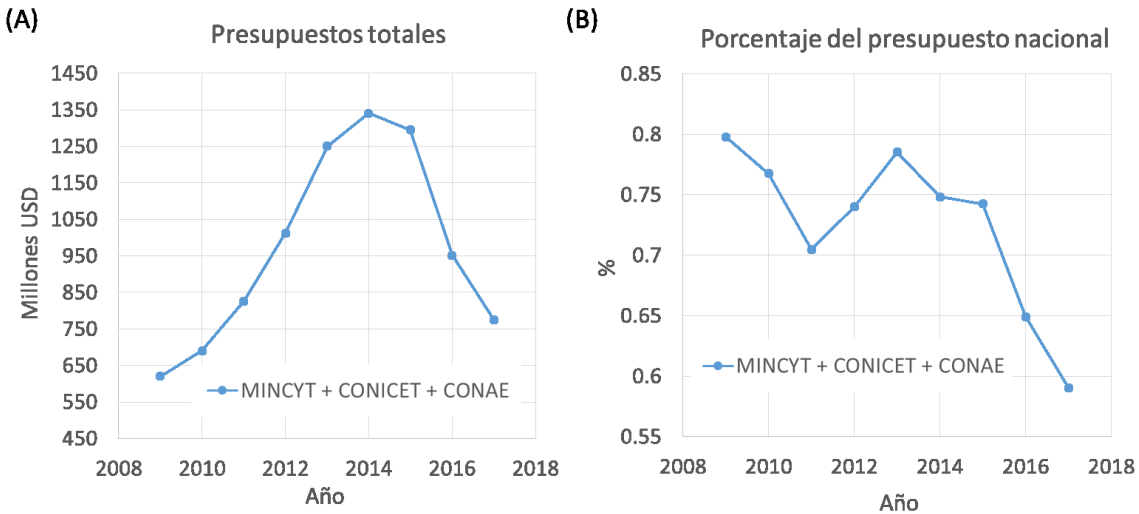 (A)
Presupuestos totales
1450
1350
1250
1150
1050
950
850
750
650
550
450
Millones USD
MINCYT + CONICET + CONAE
2008 2010 2012 2014 2016 2018
Año
(B)
Porcentaje del presupuesto nacional
0.85
0.8
0.75
0.7
0.65
0.6
0.55
%
MINCYT + CONICET + CONAE
2008 2010 2012 2014 2016 2018
Año